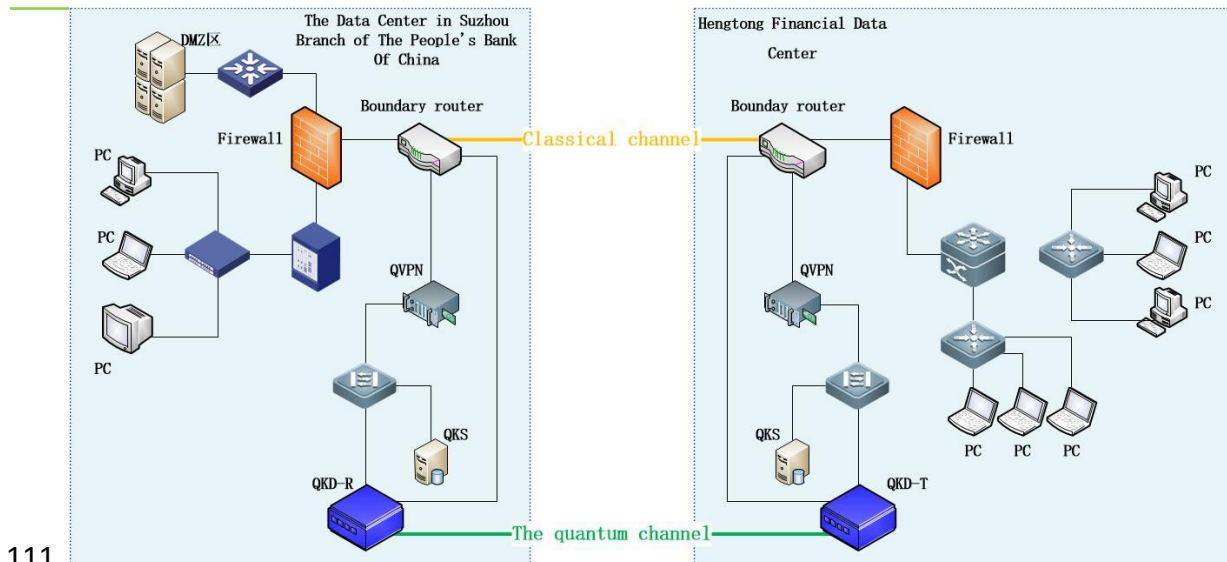 The Data Center in Suzhou
Branch of The People's Bank
Of China
DMZ区
Boundary router
Firewall
PC
PC
PC
QVPN
QKS
QKD-R
Classical channel
The quantum channel
Hengtong Financial Data
Center
Bounday router
Firewall
PC
PC
PC
QVPN
QKS
PC
PC
PC
QKD-T
111